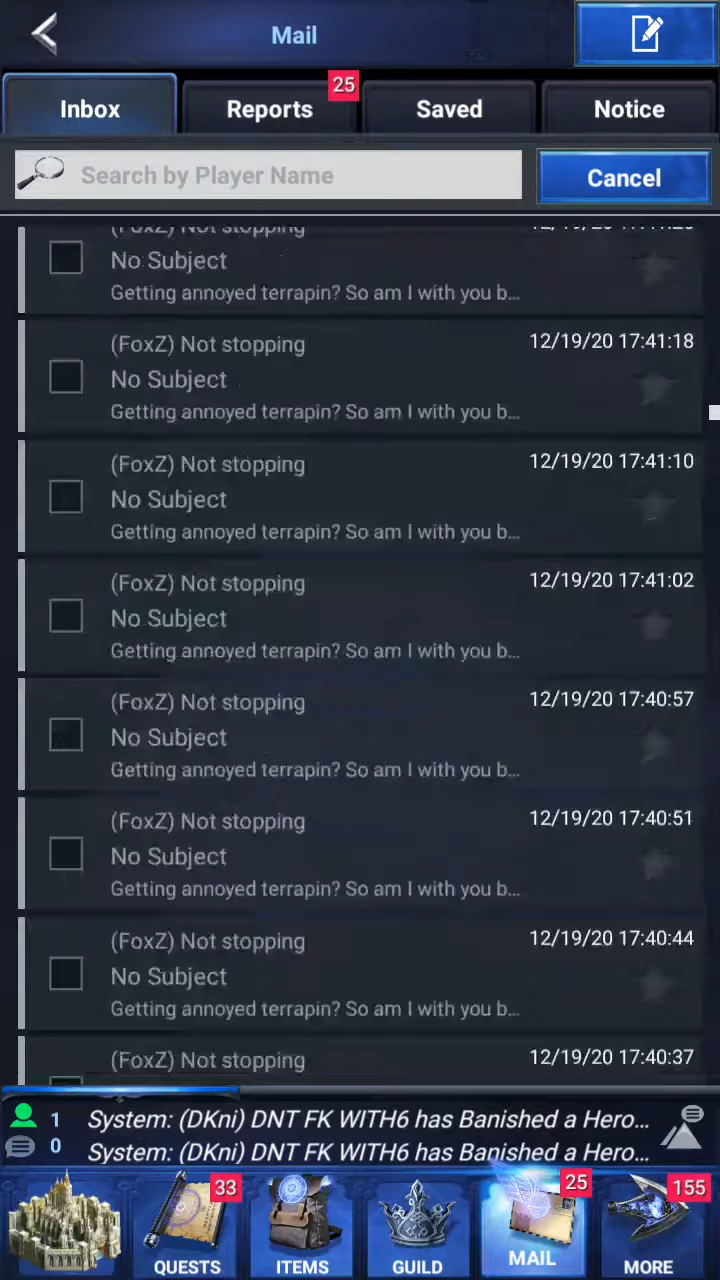 Mail
Inbox
Reports
25
Saved
Notice
Search by Player Name
Cancel
(FoxZ) Not stopping
No Subject
Getting annoyed terrapin? So am I with you b...
(FoxZ) Not stopping
12/19/20 17:41:18
No Subject
Getting annoyed terrapin? So am I with you b...
(FoxZ) Not stopping
12/19/20 17:41:10
No Subject
Getting annoyed terrapin? So am I with you b...
(FoxZ) Not stopping
12/19/20 17:41:02
No Subject
Getting annoyed terrapin? So am I with you b...
(FoxZ) Not stopping
12/19/20 17:40:57
No Subject
Getting annoyed terrapin? So am I with you b...
(FoxZ) Not stopping
12/19/20 17:40:51
No Subject
Getting annoyed terrapin? So am I with you b...
(FoxZ) Not stopping
12/19/20 17:40:44
No Subject
Getting annoyed terrapin? So am I with you b...
(FoxZ) Not stopping
12/19/20 17:40:37
1
System: (DKni) DNT FK WITH6 has Banished a Hero...
0
System: (DKni) DNT FK WITH6 has Banished a Hero...
33
25
155
QUESTS
ITEMS
GUILD
MAIL
MORE